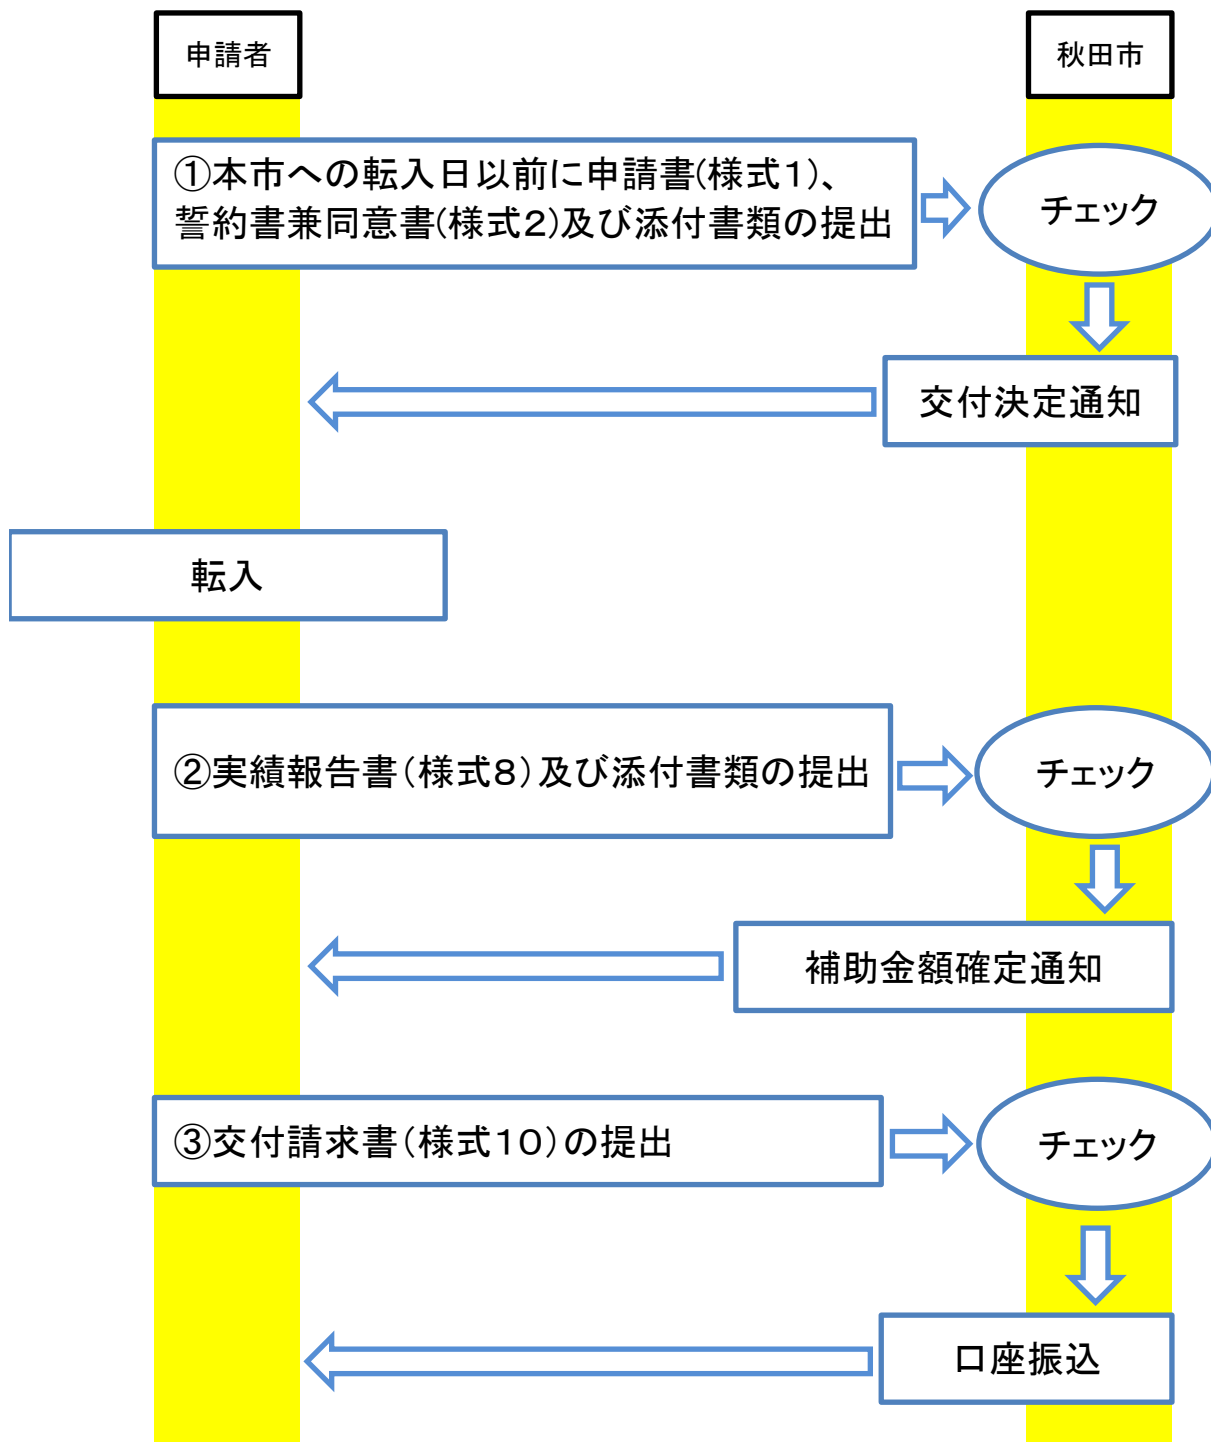 申請者
秋田市
①本市への転入日以前に申請書(様式1)、
誓約書兼同意書(様式2)及び添付書類の提出
チェック
交付決定通知
転入
②実績報告書(様式8)及び添付書類の提出
チェック
補助金額確定通知
③交付請求書(様式10)の提出
チェック
口座振込